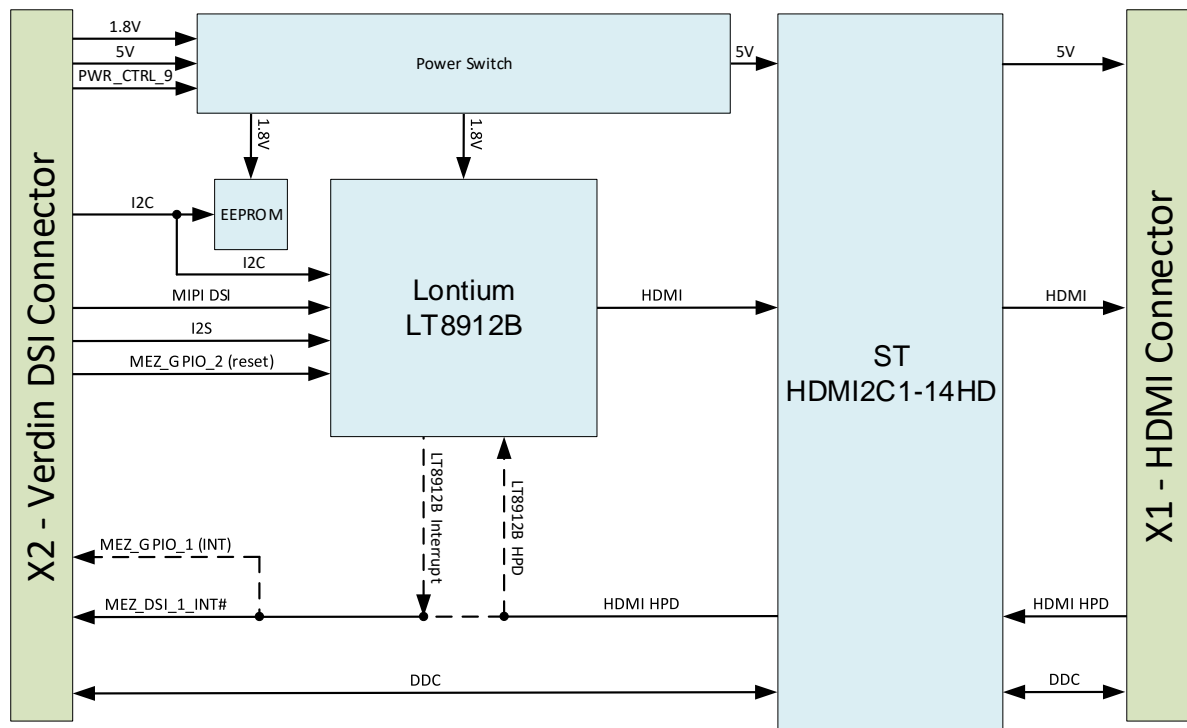 X2 - Verdin DSI Connector
1.8V
5V
PWR_CTRL_9
Power Switch
5V
5V
1.8V
1.8V
I2C
EEPROM
I2C
MIPI DSI
I2S
MEZ_GPIO_2 (reset)
Lontium
LT8912B
HDMI
ST
HDMI2C1-14HD
HDMI
X1 - HDMI Connector
LT8912B Interrupt
LT8912B HPD
MEZ_GPIO_1 (INT)
MEZ_DSI_1_INT#
HDMI HPD
HDMI HPD
DDC
DDC